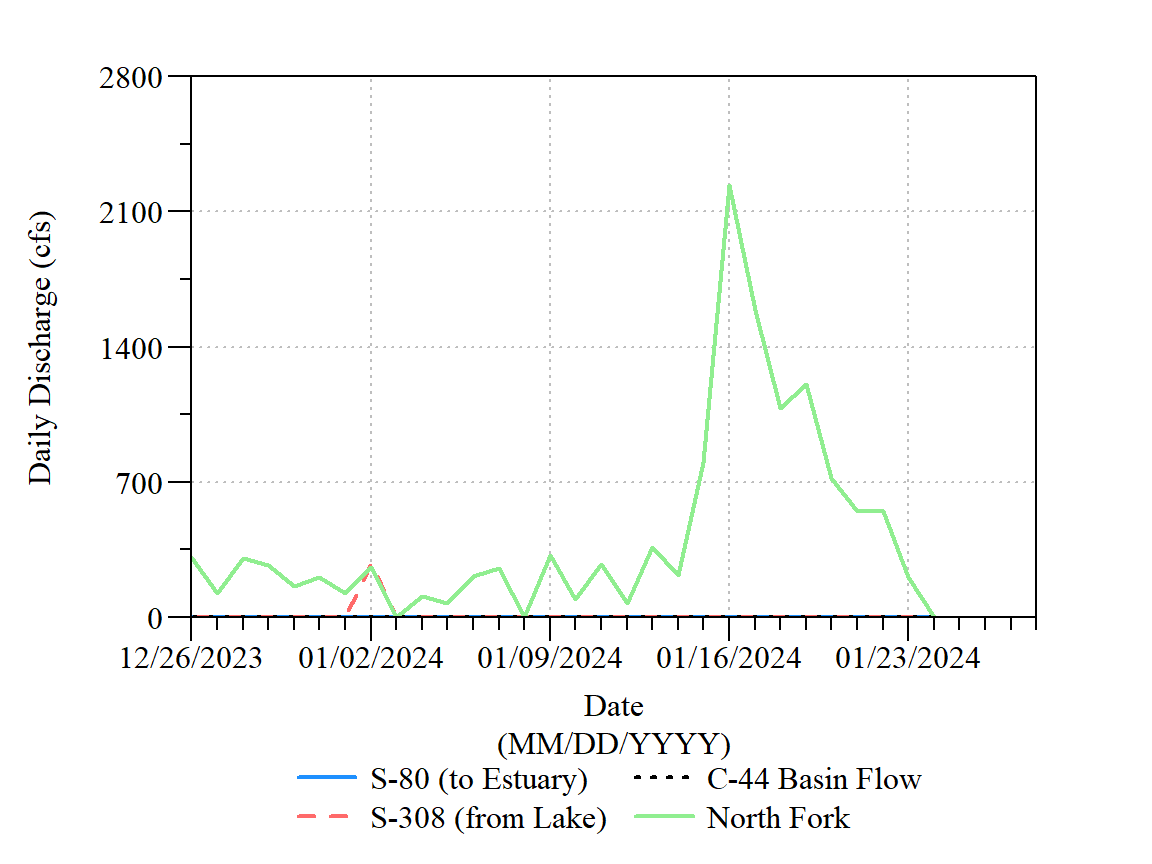 2800
2100
1400
700
0
Daily Discharge (cfs)
12/26/2023 01/02/2024 01/09/2024 01/16/2024 01/23/2024
Date
(MM/DD/YYYY)
S-80 (to Estuary) C-44 Basin Flow
S-308 (from Lake) North Fork